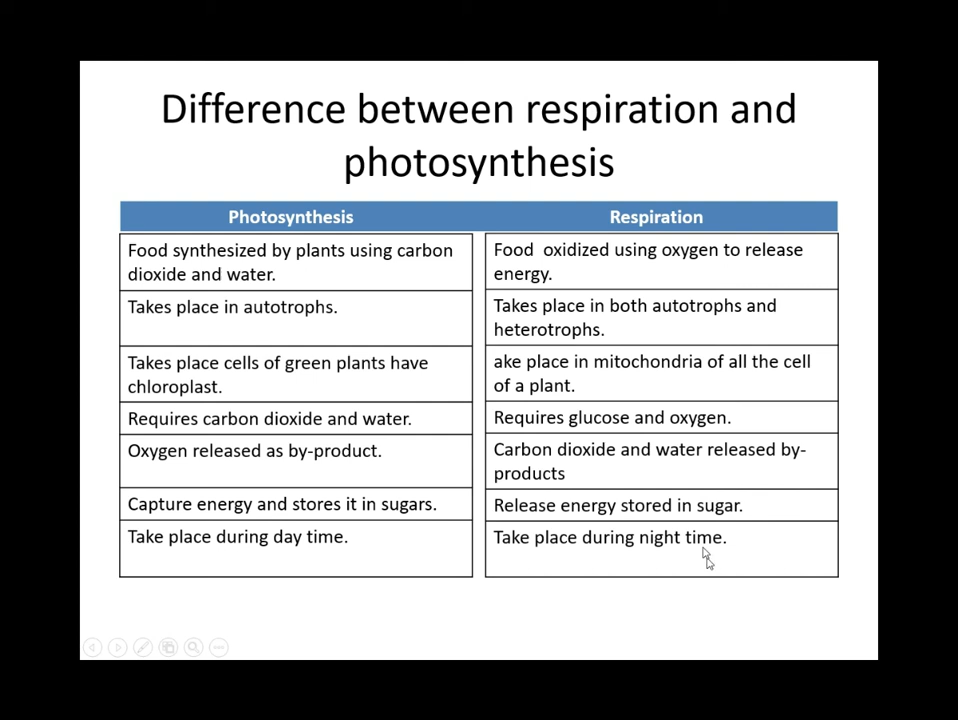 Difference between respiration and
photosynthesis
Photosynthesis
Respiration
Food synthesized by plants using carbon
dioxide and water.
Food oxidized using oxygen to release
energy.
Takes place in autotrophs.
Takes place in both autotrophs and
heterotrophs.
Takes place cells of green plants have
chloroplast.
ake place in mitochondria of all the cell
of a plant.
Requires carbon dioxide and water.
Requires glucose and oxygen.
Oxygen released as by-product.
Carbon dioxide and water released by-
products
Capture energy and stores it in sugars.
Release energy stored in sugar.
Take place during day time.
Take place during night time.